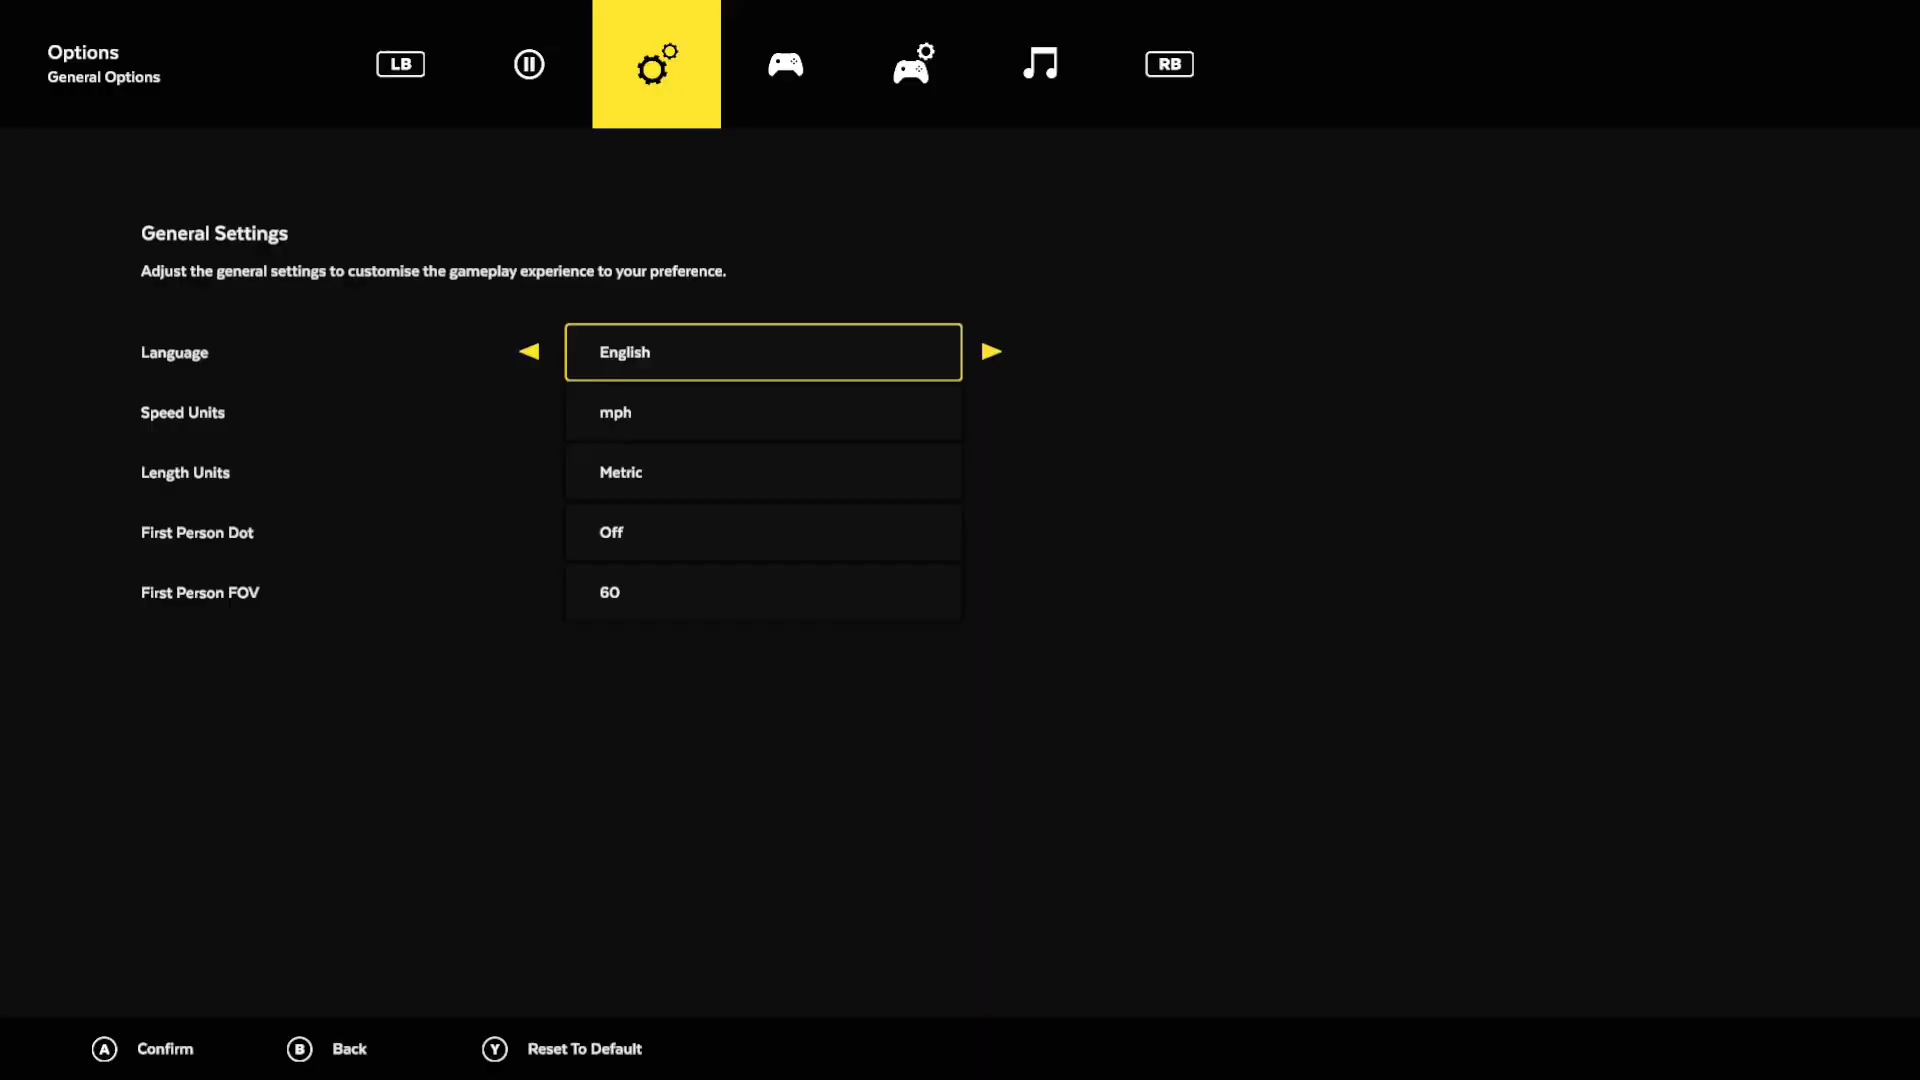 Options
General Options
LB
RB
General Settings
Adjust the general settings to customise the gameplay experience to your preference.
Language
English
Speed Units
mph
Length Units
Metric
First Person Dot
Off
First Person FOV
60
A Confirm
B Back
Y Reset To Default